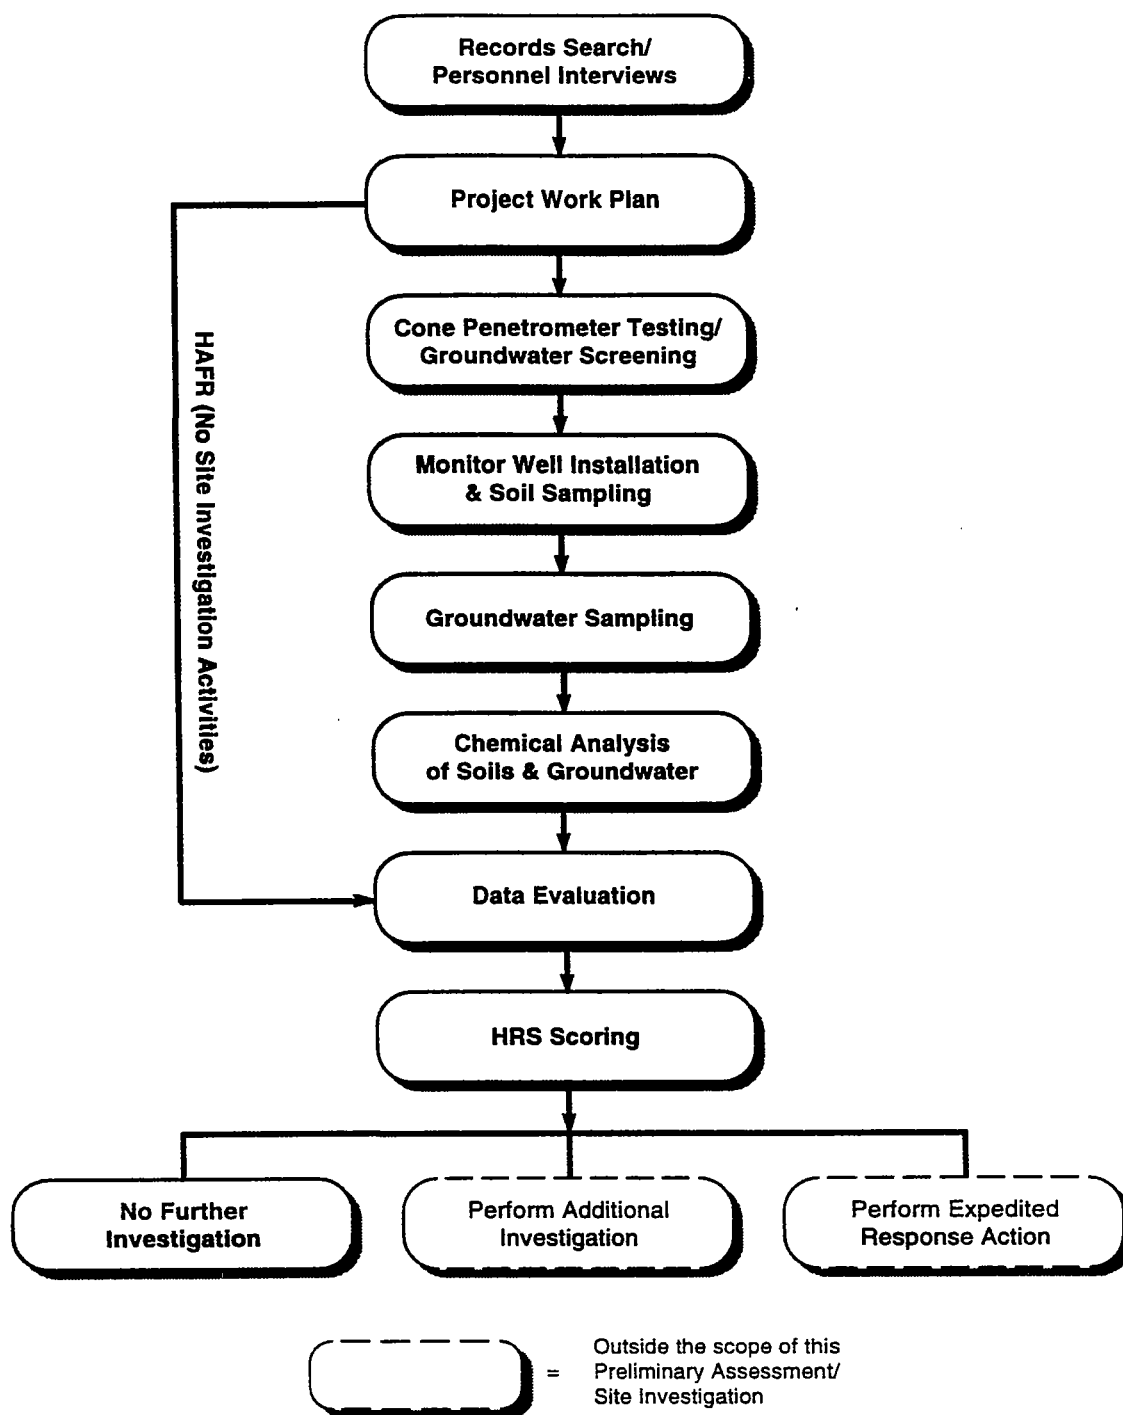 Records Search/
Personnel Interviews
Project Work Plan
Cone Penetrometer Testing/
Groundwater Screening
HAFR (No Site Investigation Activities)
Monitor Well Installation
& Soil Sampling
Groundwater Sampling
Chemical Analysis
of Soils & Groundwater
Data Evaluation
HRS Scoring
No Further
Investigation
Perform Additional
Investigation
Perform Expedited
Response Action
=
Outside the scope of this
Preliminary Assessment/
Site Investigation